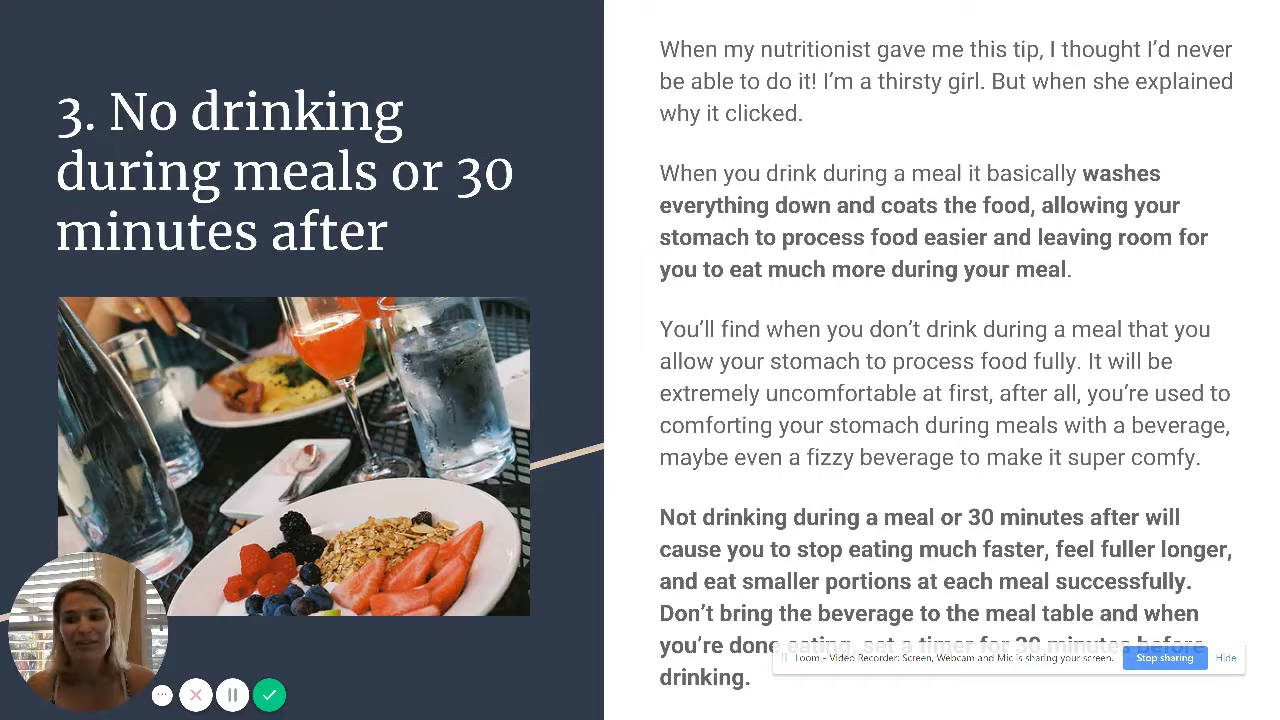 3. No drinking
during meals or 30
minutes after
When my nutritionist gave me this tip, I thought I’d never
be able to do it! I’m a thirsty girl. But when she explained
why it clicked.
When you drink during a meal it basically washes
everything down and coats the food, allowing your
stomach to process food easier and leaving room for
you to eat much more during your meal.
You’ll find when you don’t drink during a meal that you
allow your stomach to process food fully. It will be
extremely uncomfortable at first, after all, you’re used to
comforting your stomach during meals with a beverage,
maybe even a fizzy beverage to make it super comfy.
Not drinking during a meal or 30 minutes after will
cause you to stop eating much faster, feel fuller longer,
and eat smaller portions at each meal successfully.
Don’t bring the beverage to the meal table and when
you’re done eating, set a timer for 30 minutes before
drinking.
Loom - Video Recorder: Screen, Webcam and Mic is sharing your screen. Stop sharing Hide